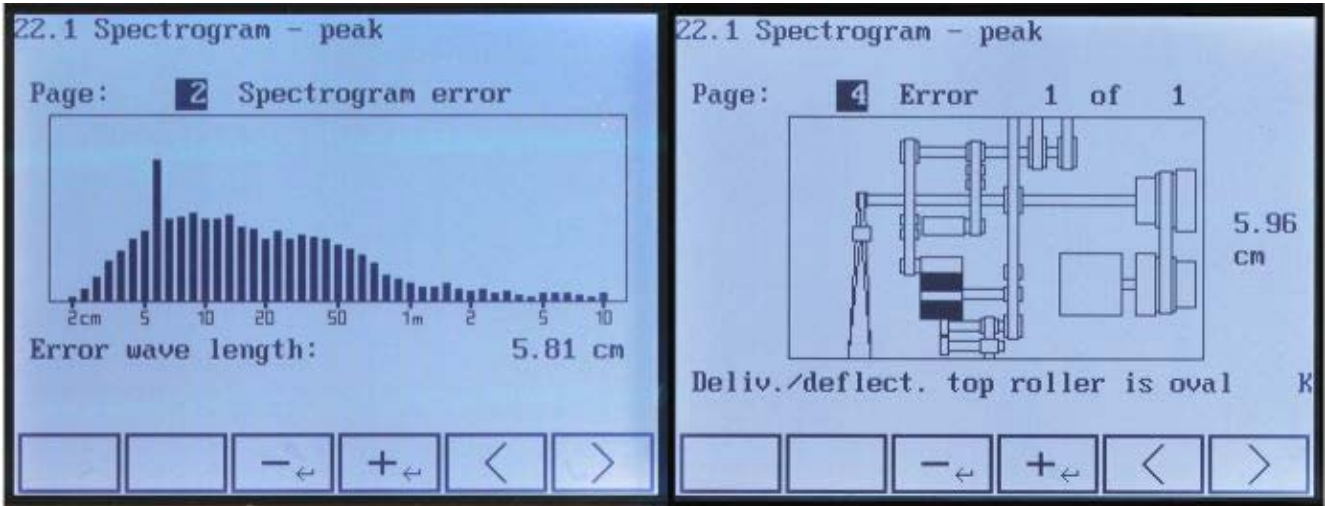 22.1 Spectrogram - peak
Page: 2 Spectrogram error
2cm 5 10 20 50 1m 2 5 10
Error wave length: 5.81 cm
- + < >
22.1 Spectrogram - peak
Page: 4 Error 1 of 1
5.96
cm
Deliv./deflect. top roller is oval K
- + < >